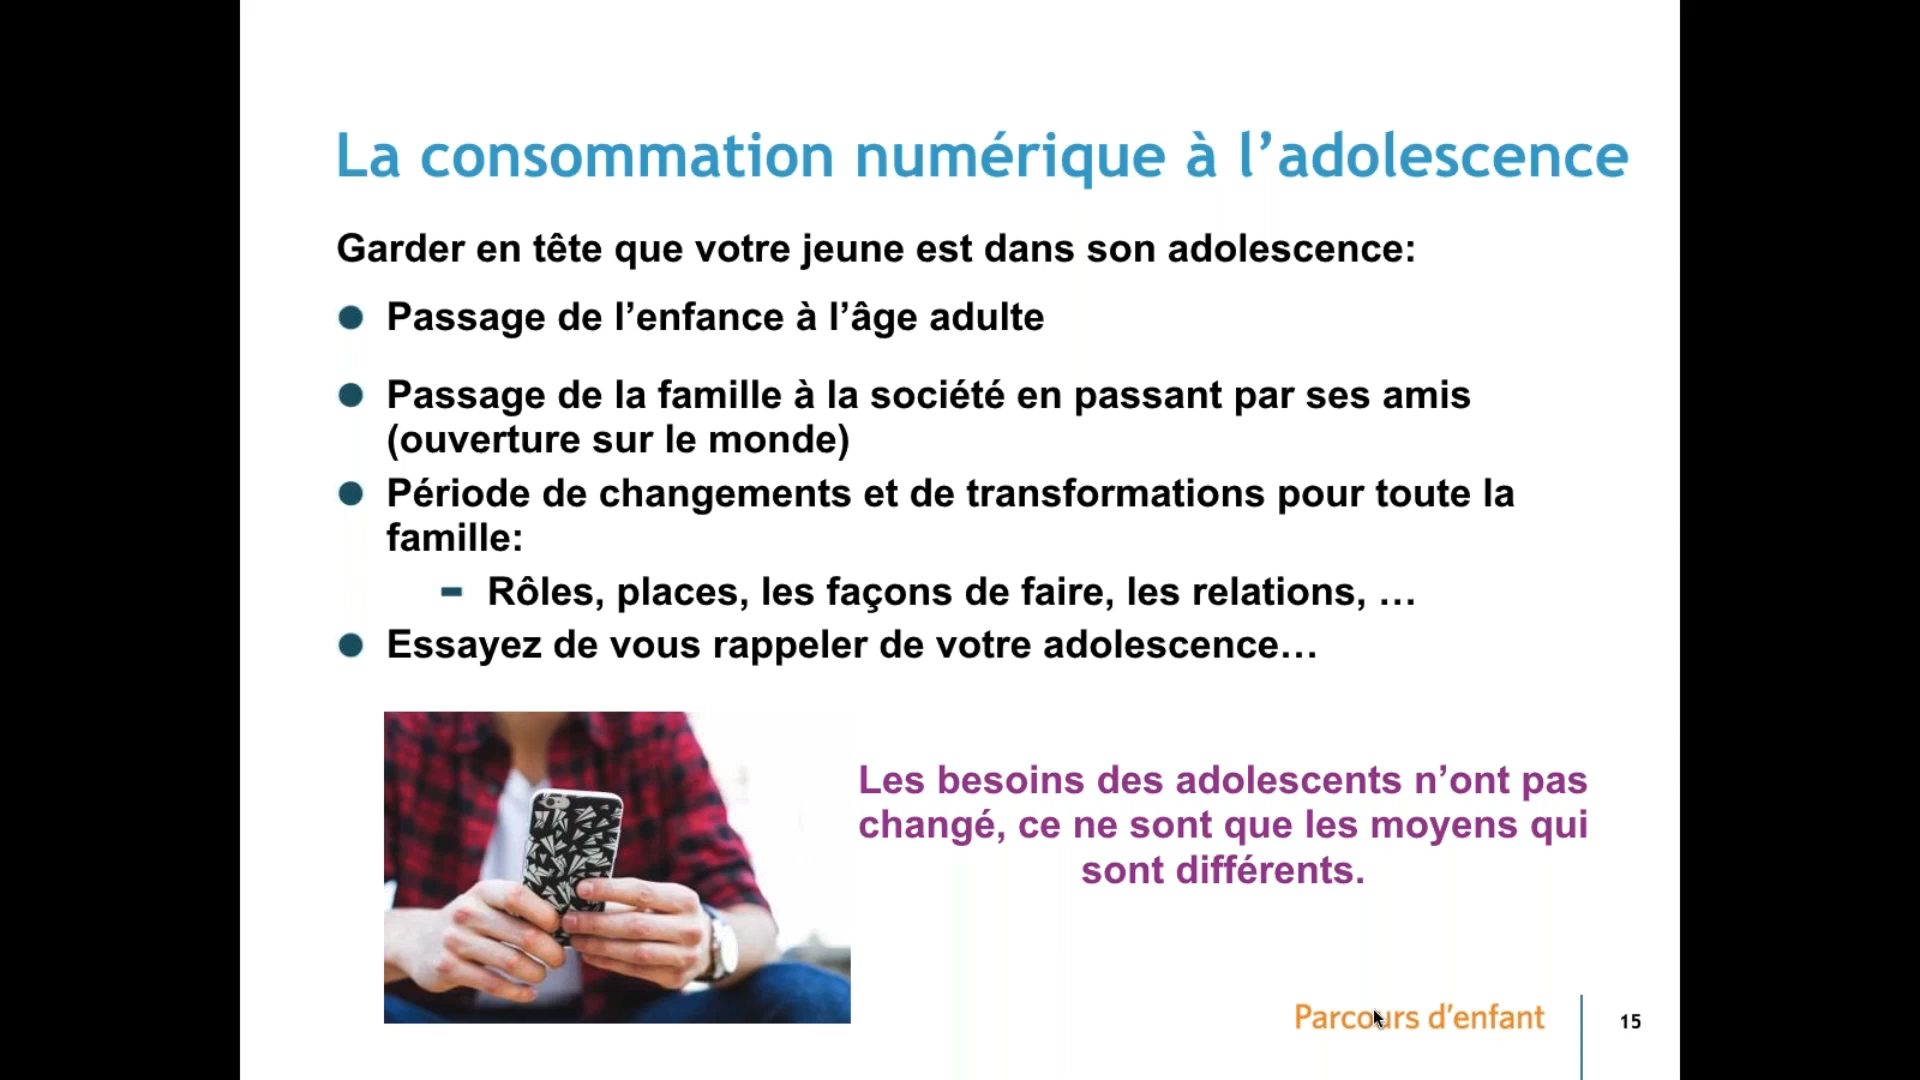 La consommation numérique à l’adolescence
Garder en tête que votre jeune est dans son adolescence:
Passage de l’enfance à l’âge adulte
Passage de la famille à la société en passant par ses amis
(ouverture sur le monde)
Période de changements et de transformations pour toute la
famille:
Rôles, places, les façons de faire, les relations, …
Essayez de vous rappeler de votre adolescence…
Les besoins des adolescents n’ont pas
changé, ce ne sont que les moyens qui
sont différents.
Parcours d’enfant
15